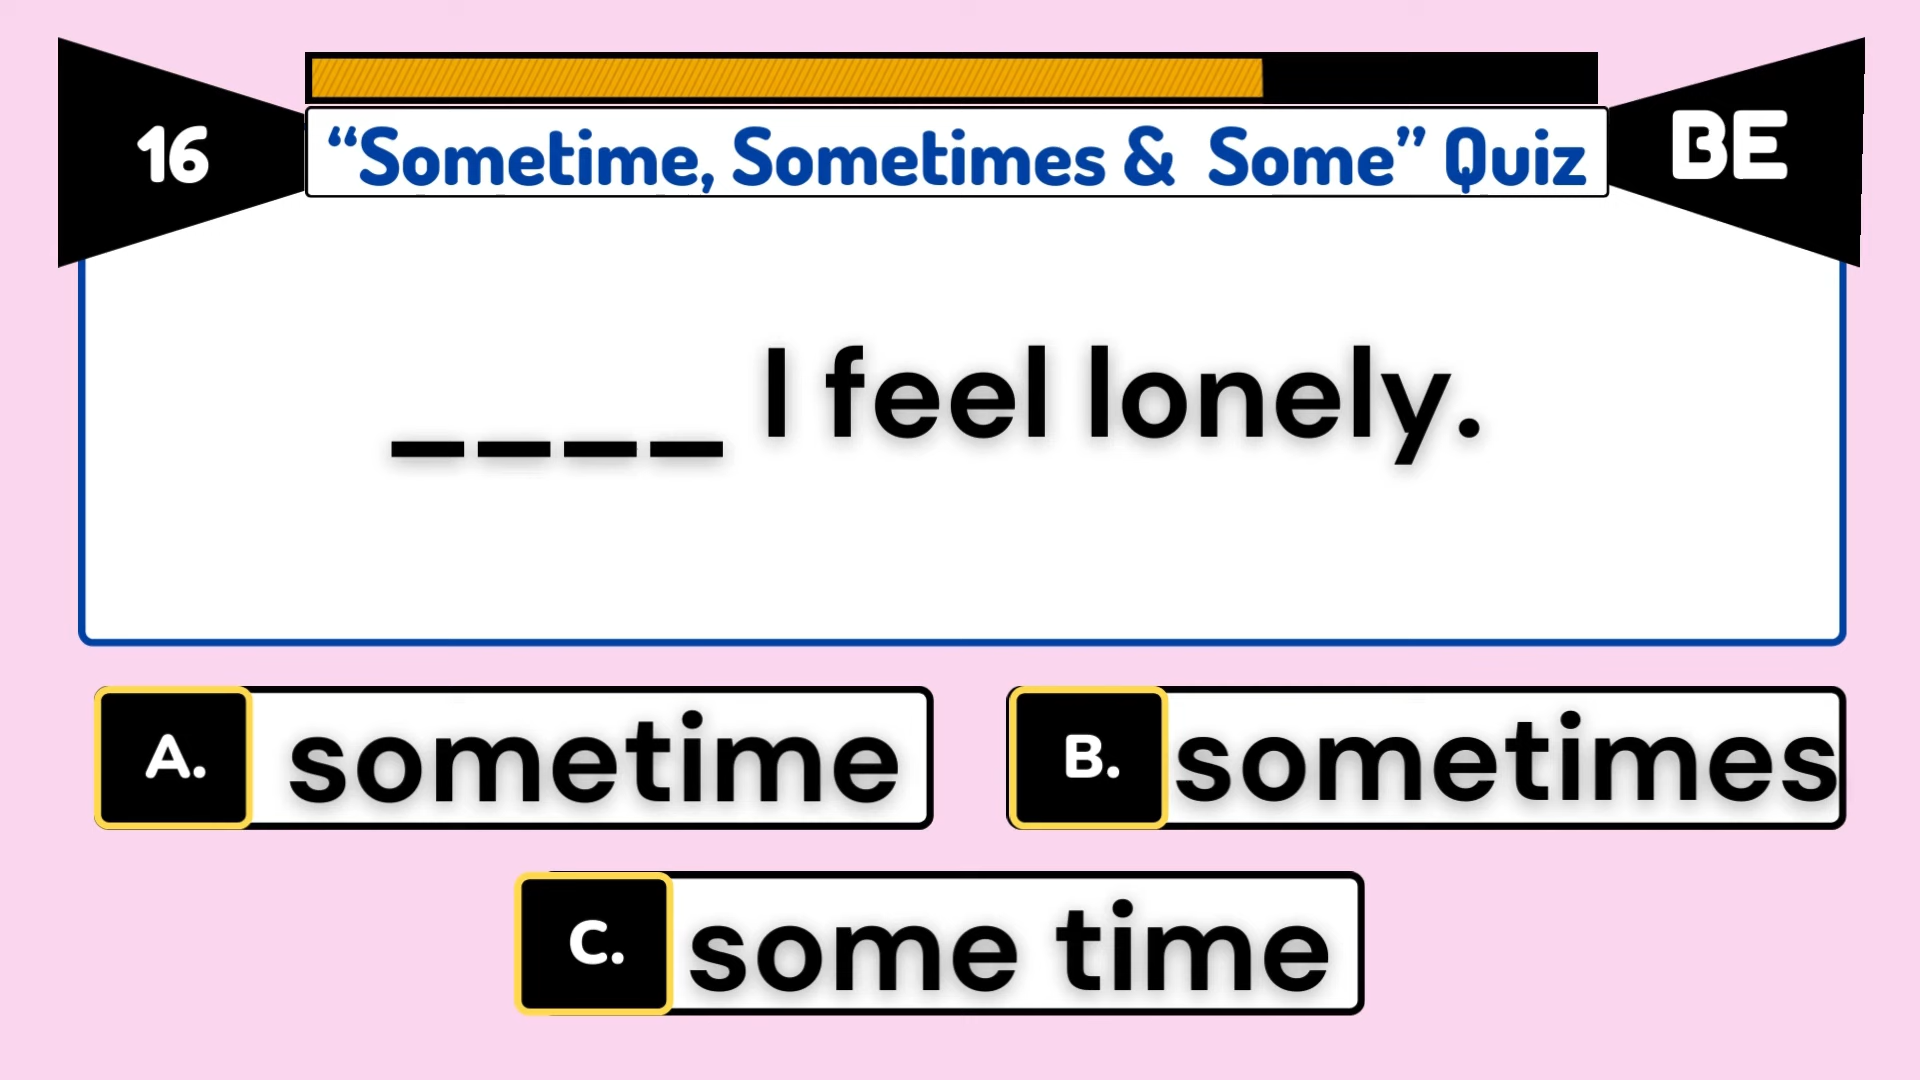 16
“Sometime, Sometimes & Some” Quiz
BE
____ I feel lonely.
A. sometime
B. sometimes
C. some time